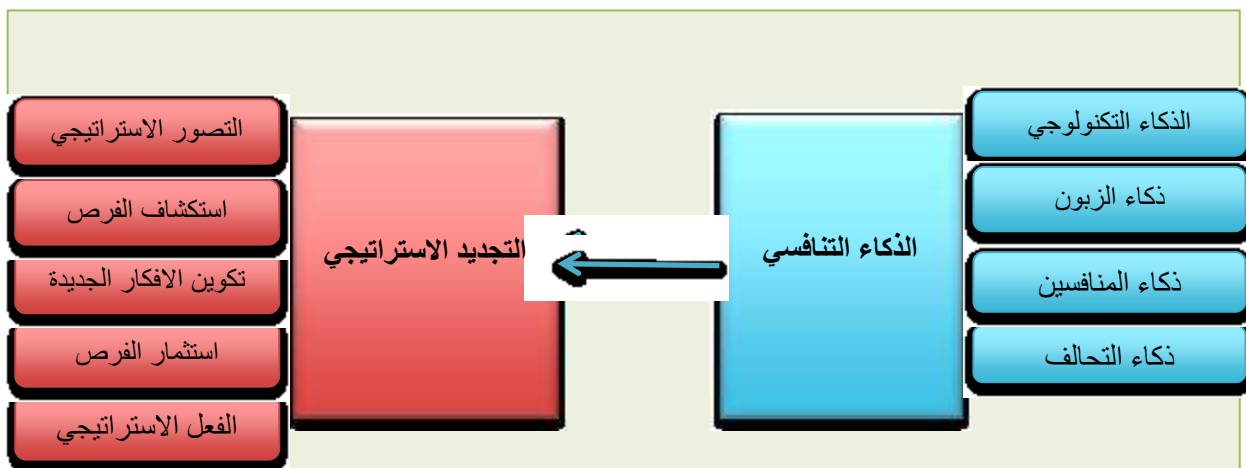 الذكاء التكنولوجي
ذكاء الزبون
ذكاء المنافسين
ذكاء التحالف
الذكاء التنافسي
التجديد الاستراتيجي
التصور الاستراتيجي
استكشاف الفرص
تكوين الافكار الجديدة
استثمار الفرص
الفعل الاستراتيجي